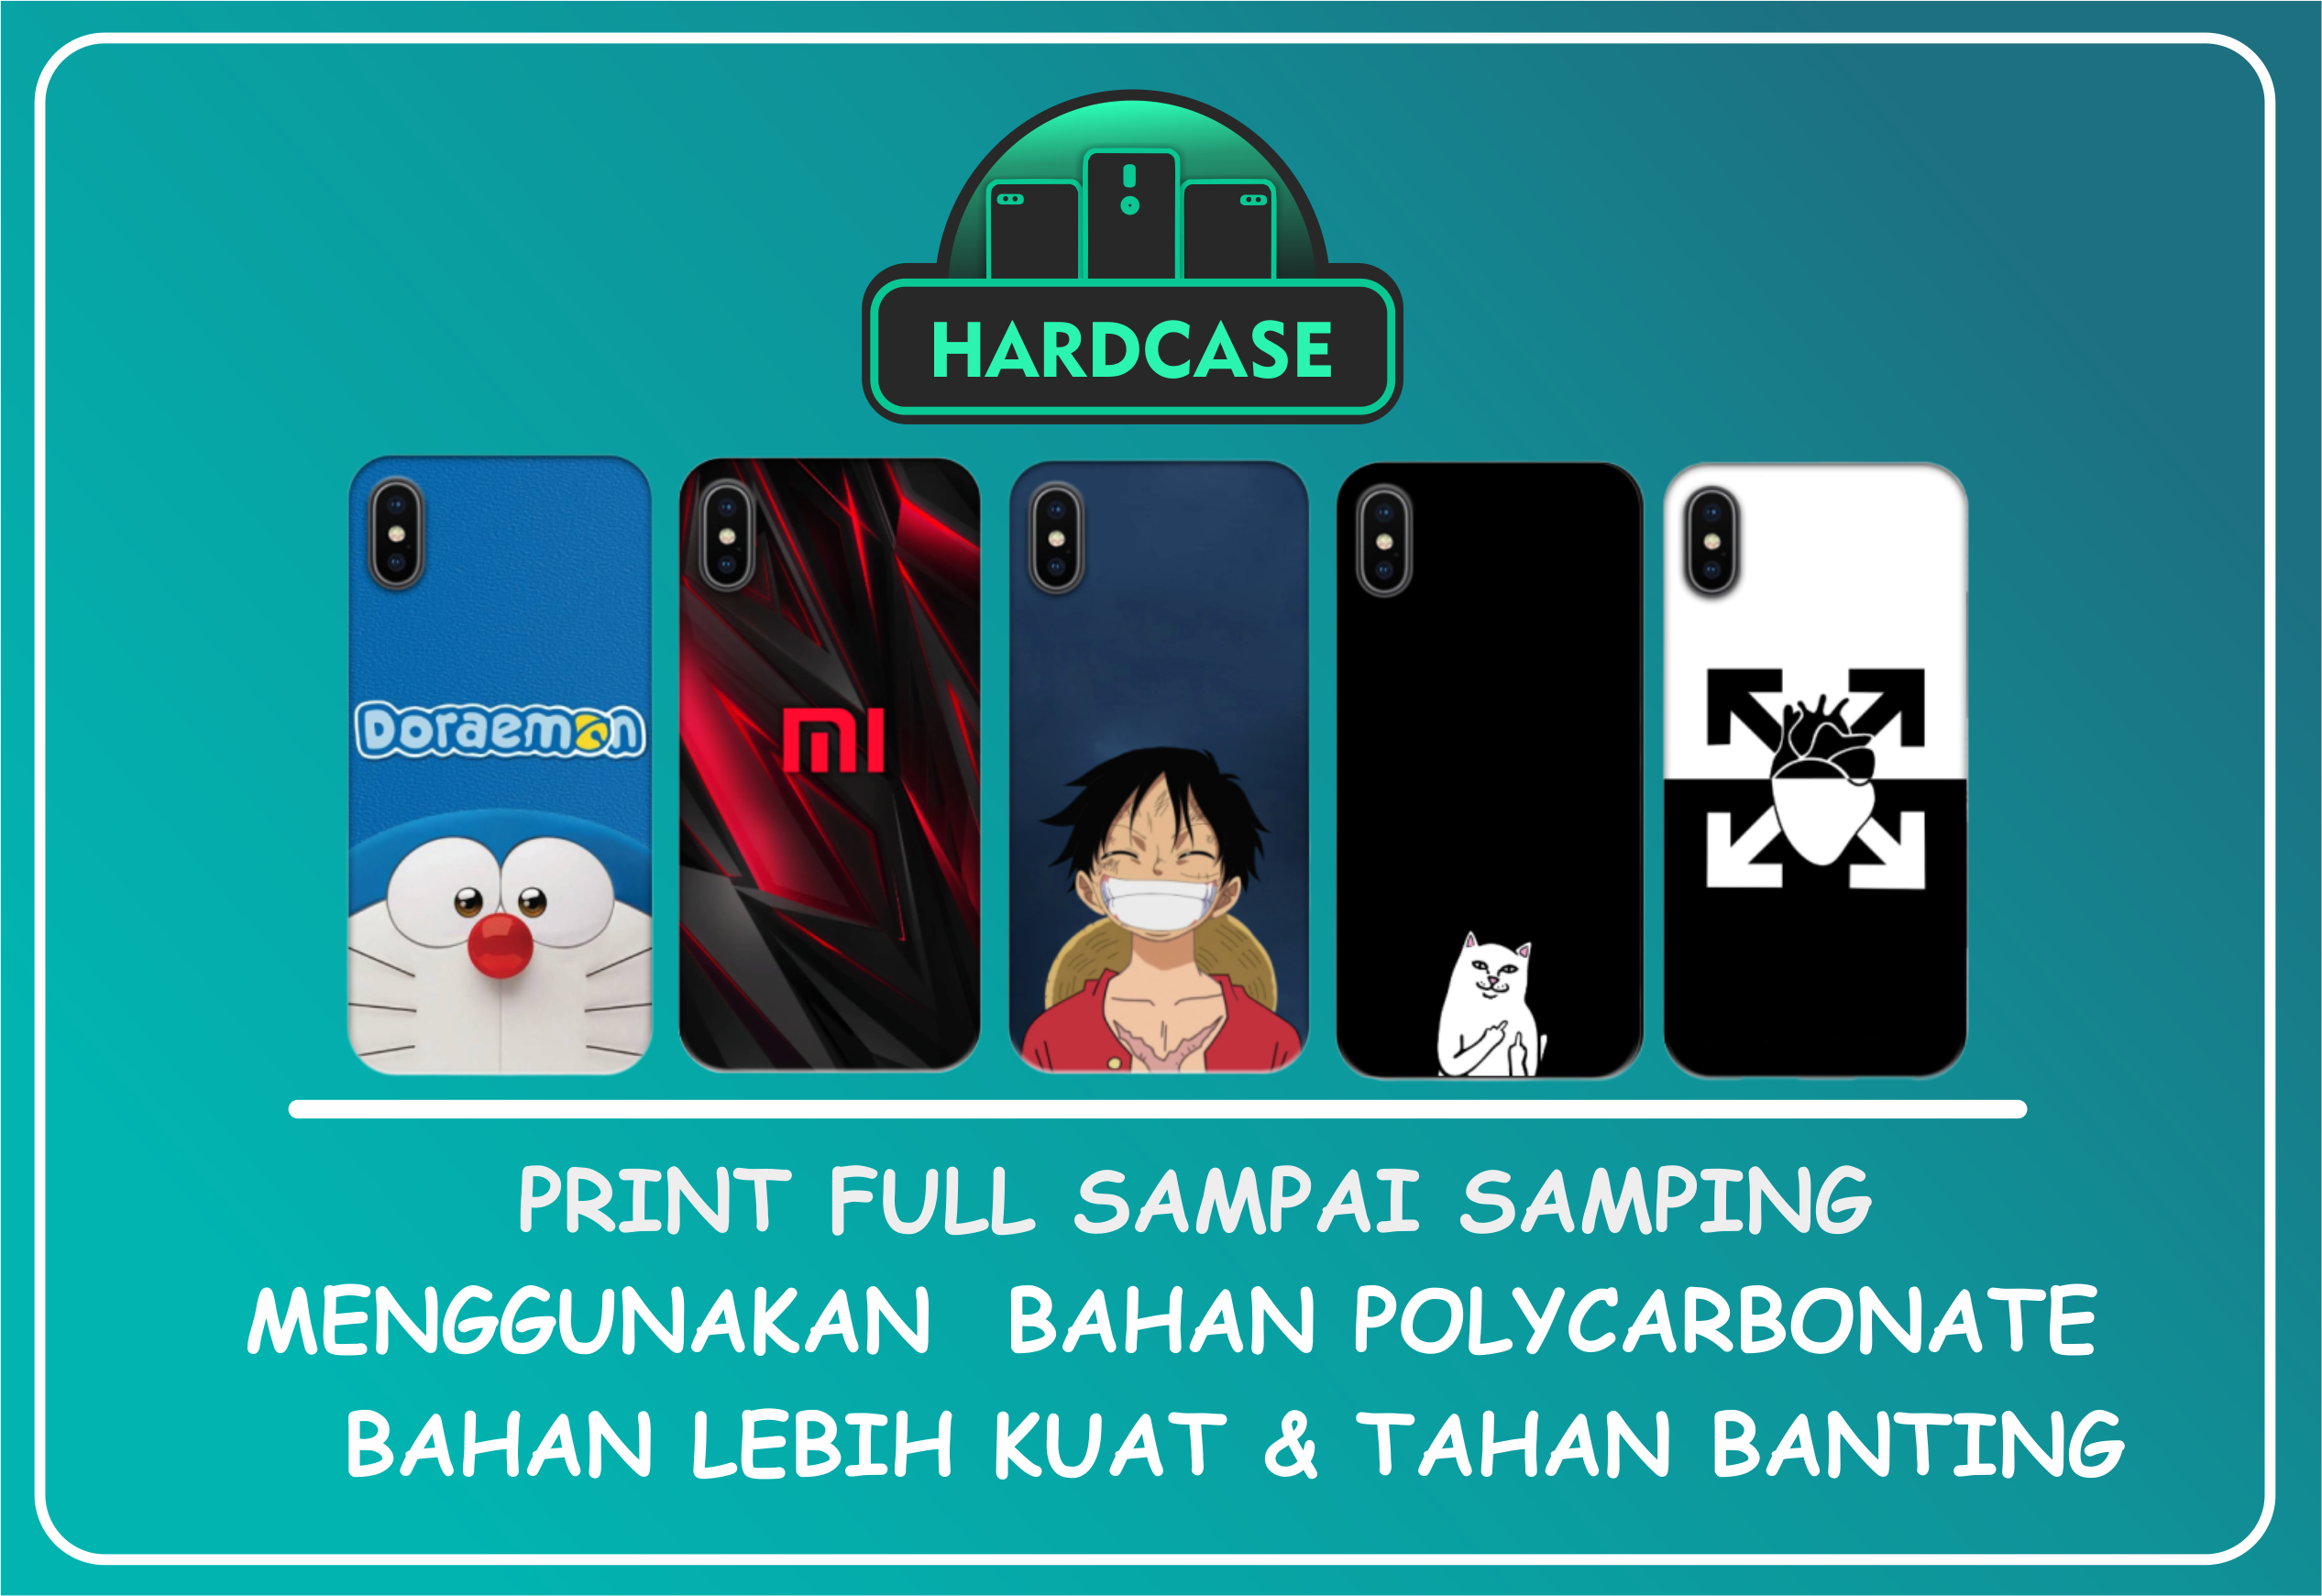 HARDCASE
Doraemon
MI
PRINT FULL SAMPAI SAMPING
MENGGUNAKAN BAHAN POLYCARBONATE
BAHAN LEBIH KUAT & TAHAN BANTING